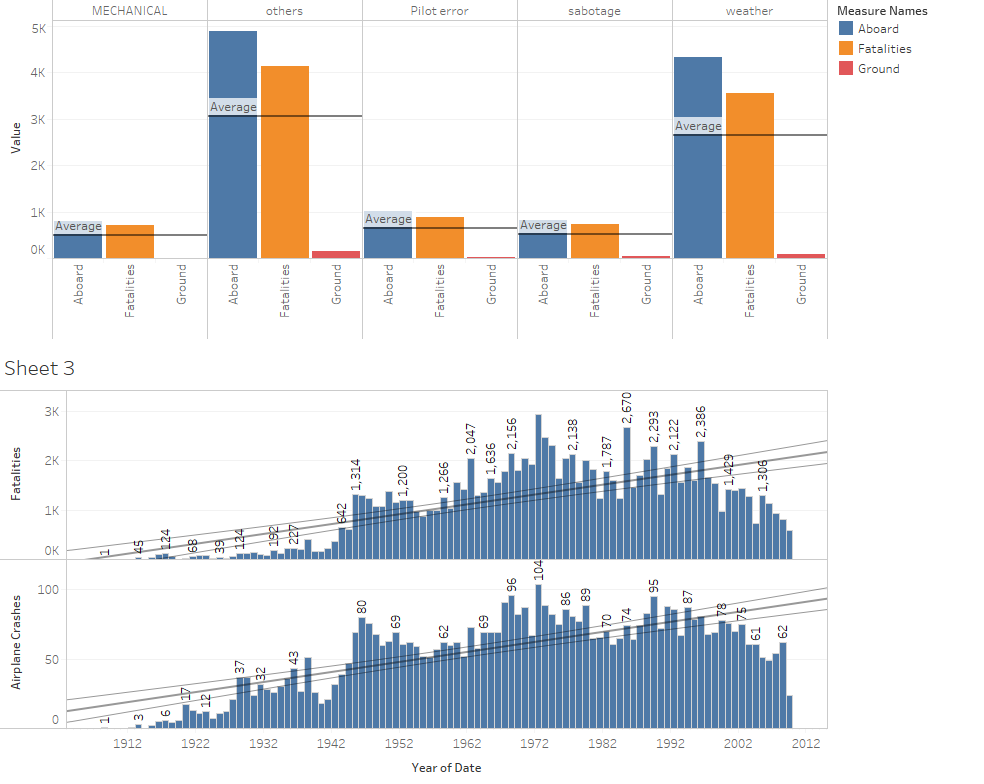 MECHANICAL others Pilot error sabotage weather
Measure Names
Aboard
Fatalities
Ground
Value
5K
4K
3K
2K
1K
0K
Average
Average
Average
Average
Average
Aboard Fatalities Ground Aboard Fatalities Ground Aboard Fatalities Ground Aboard Fatalities Ground Aboard Fatalities Ground
Sheet 3
Fatalities
3K
2K
1K
0K
1 45 124 68 39 124 192 227 642 1,314 1,200 1,266 2,047 1,636 2,156 2,138 1,787 2,670 2,293 2,122 2,386 1,429 1,306
Airplane Crashes
100
50
0
1 3 6 17 12 37 32 43 80 69 62 69 96 104 86 89 70 74 95 87 78 75 61 62
1912 1922 1932 1942 1952 1962 1972 1982 1992 2002 2012
Year of Date